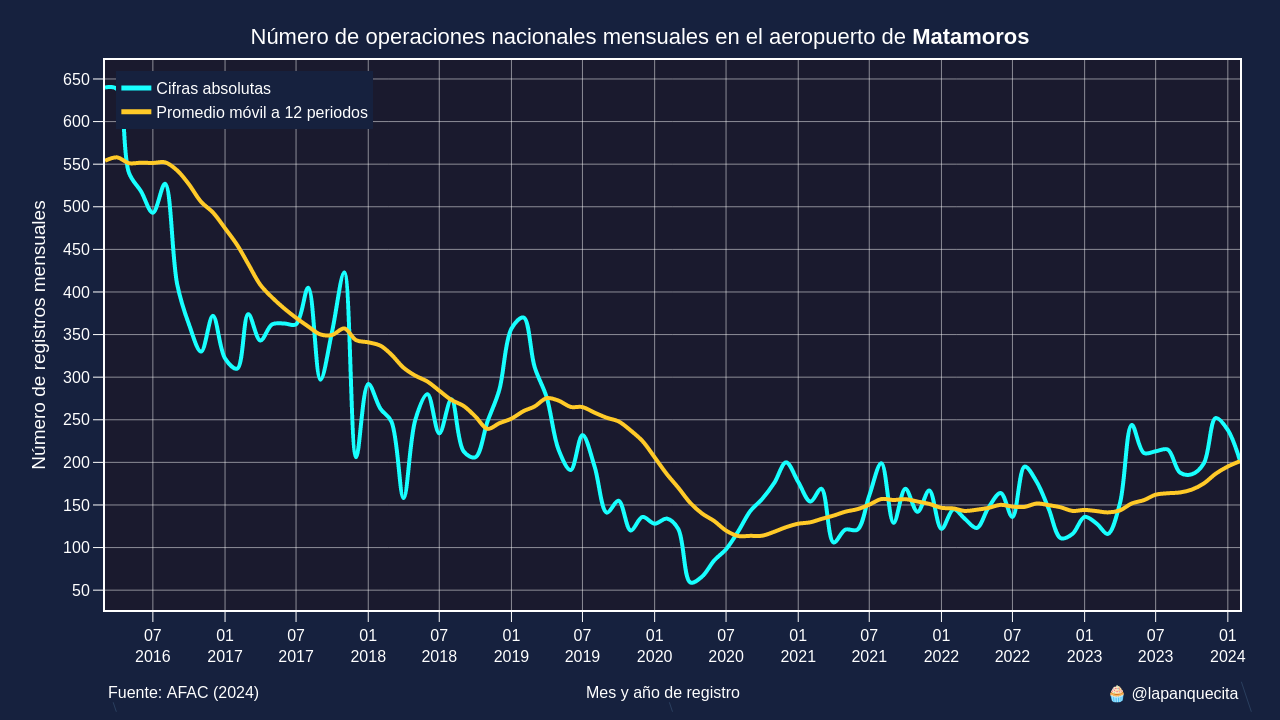 Número de operaciones nacionales mensuales en el aeropuerto de Matamoros
Cifras absolutas
Promedio móvil a 12 periodos
Número de registros mensuales
650
600
550
500
450
400
350
300
250
200
150
100
50
07 01 07 01 07 01 07 01 07 01 07 01 07 01 07 01
2016 2017 2017 2018 2018 2019 2019 2020 2020 2021 2021 2022 2022 2023 2023 2024
Fuente: AFAC (2024)
Mes y año de registro
🧁 @lapanquecita